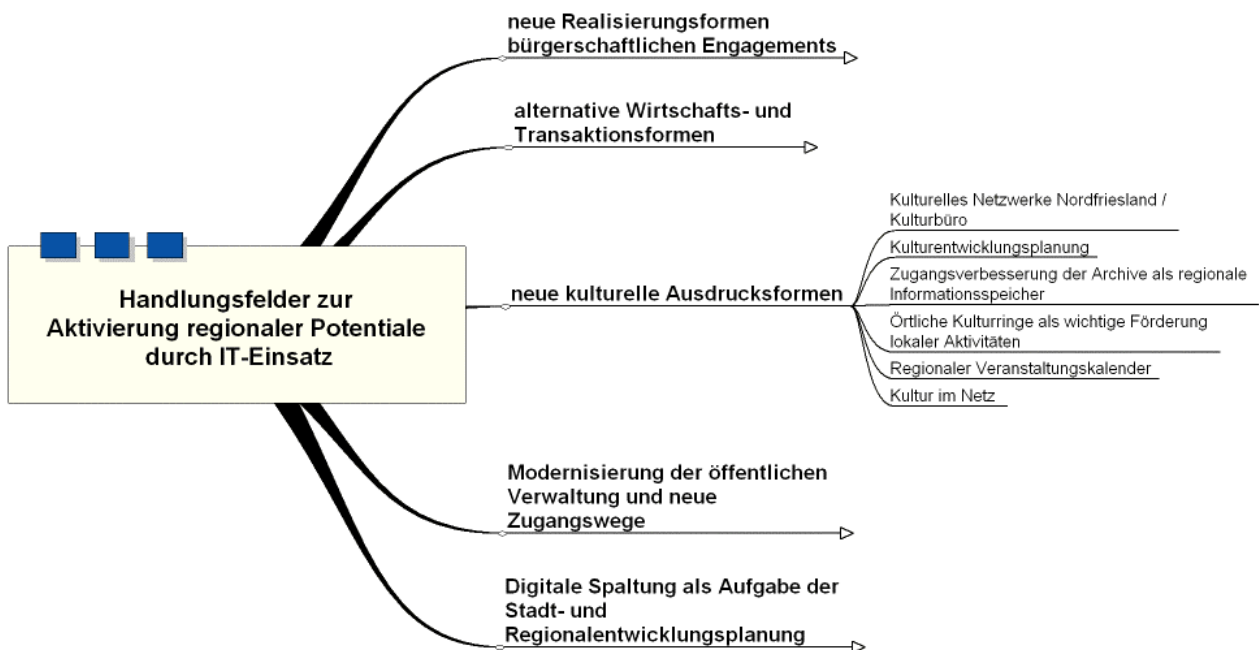 neue Realisierungsformen
bürgerschaftlichen Engagements
alternative Wirtschafts- und
Transaktionsformen
Handlungsfelder zur
Aktivierung regionaler Potentiale
durch IT-Einsatz
neue kulturelle Ausdrucksformen
Kulturelles Netzwerke Nordfriesland /
Kulturbüro
Kulturentwicklungsplanung
Zugangsverbesserung der Archive als regionale
Informationsspeicher
Örtliche Kulturringe als wichtige Förderung
lokaler Aktivitäten
Regionaler Veranstaltungskalender
Kultur im Netz
Modernisierung der öffentlichen
Verwaltung und neue
Zugangswege
Digitale Spaltung als Aufgabe der
Stadt- und
Regionalentwicklungsplanung